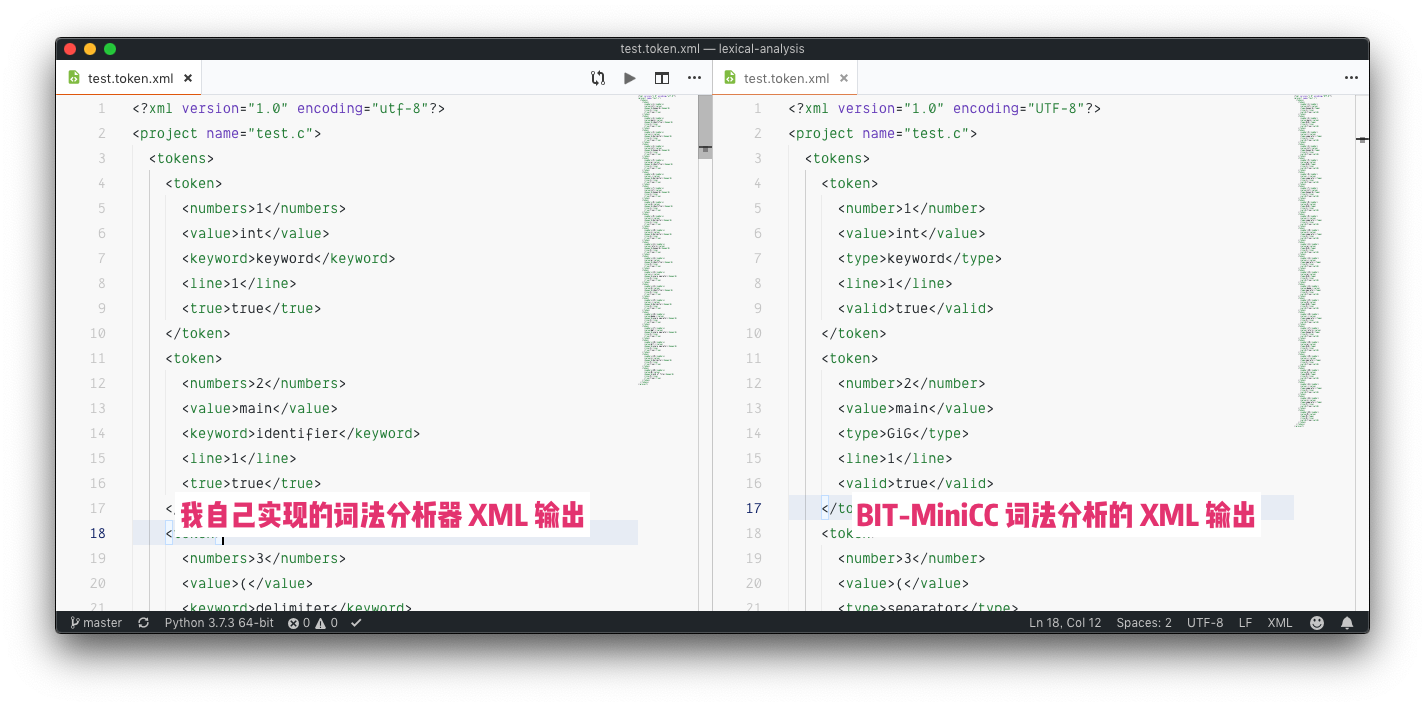 test.token.xml — lexical-analysis
test.token.xml
1 <?xml version="1.0" encoding="utf-8"?>
2 <project name="test.c">
3 <tokens>
4 <token>
5 <numbers>1</numbers>
6 <value>int</value>
7 <keyword>keyword</keyword>
8 <line>1</line>
9 <true>true</true>
10 </token>
11 <token>
12 <numbers>2</numbers>
13 <value>main</value>
14 <keyword>identifier</keyword>
15 <line>1</line>
16 <true>true</true>
17 </
18 <
19 <numbers>3</numbers>
20 <value>(</value>
21 <keyword>delimiter</keyword>
我自己实现的词法分析器 XML 输出
test.token.xml
1 <?xml version="1.0" encoding="UTF-8"?>
2 <project name="test.c">
3 <tokens>
4 <token>
5 <number>1</number>
6 <value>int</value>
7 <type>keyword</type>
8 <line>1</line>
9 <valid>true</valid>
10 </token>
11 <token>
12 <number>2</number>
13 <value>main</value>
14 <type>GiG</type>
15 <line>1</line>
16 <valid>true</valid>
17 </to
18 <token>
19 <number>3</number>
20 <value>(</value>
21 <type>separator</type>
BIT-MiniCC 词法分析的 XML 输出
master Python 3.7.3 64-bit 0 0 Ln 18, Col 12 Spaces: 2 UTF-8 LF XML